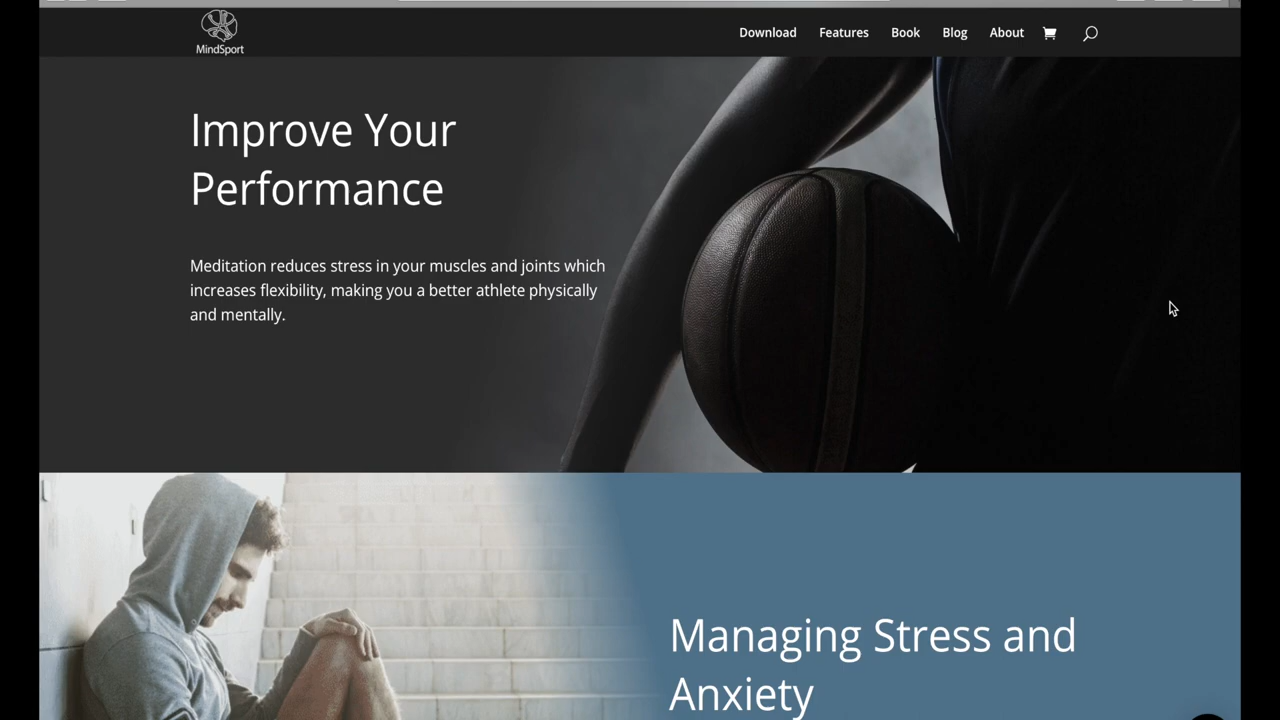 MindSport
Download Features Book Blog About
Improve Your
Performance
Meditation reduces stress in your muscles and joints which
increases flexibility, making you a better athlete physically
and mentally.
Managing Stress and
Anxiety